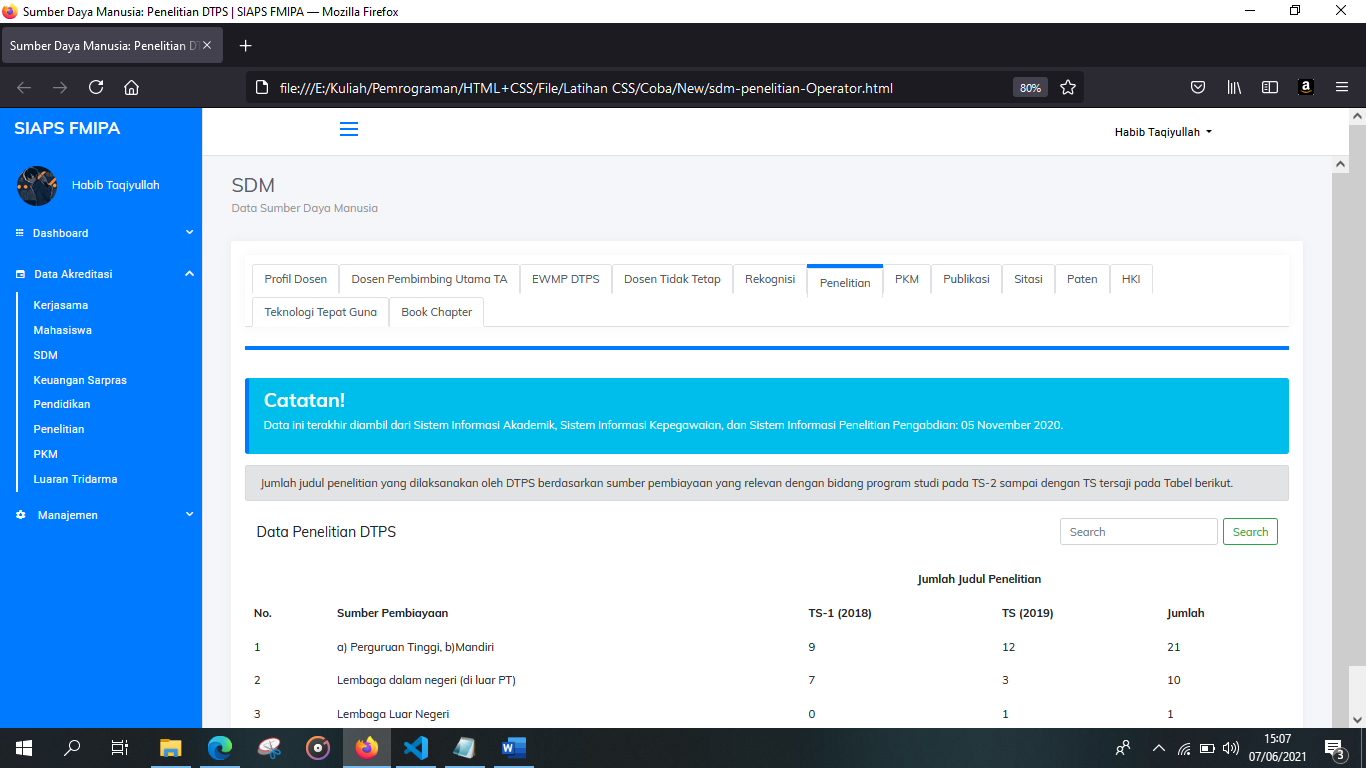 Sumber Daya Manusia: Penelitian DTPS | SIAPS FMIPA — Mozilla Firefox
Sumber Daya Manusia: Penelitian DT
file:///E:/Kuliah/Pemrograman/HTML+CSS/File/Latihan CSS/Coba/New/sdm-penelitian-Operator.html
80%
SIAPS FMIPA
Habib Taqiyullah
Habib Taqiyullah
Dashboard
Data Akreditasi
Kerjasama
Mahasiswa
SDM
Keuangan Sarpras
Pendidikan
Penelitian
PKM
Luaran Tridarma
Manajemen
SDM
Data Sumber Daya Manusia
Profil Dosen Dosen Pembimbing Utama TA EWMP DTPS Dosen Tidak Tetap Rekognisi Penelitian PKM Publikasi Sitasi Paten HKI
Teknologi Tepat Guna Book Chapter
Catatan!
Data ini terakhir diambil dari Sistem Informasi Akademik, Sistem Informasi Kepegawaian, dan Sistem Informasi Penelitian Pengabdian: 05 November 2020.
Jumlah judul penelitian yang dilaksanakan oleh DTPS berdasarkan sumber pembiayaan yang relevan dengan bidang program studi pada TS-2 sampai dengan TS tersaji pada Tabel berikut.
Data Penelitian DTPS
Search Search
Jumlah Judul Penelitian
No. Sumber Pembiayaan TS-1 (2018) TS (2019) Jumlah
1 a) Perguruan Tinggi, b)Mandiri 9 12 21
2 Lembaga dalam negeri (di luar PT) 7 3 10
3 Lembaga Luar Negeri 0 1 1
15:07
07/06/2021
3